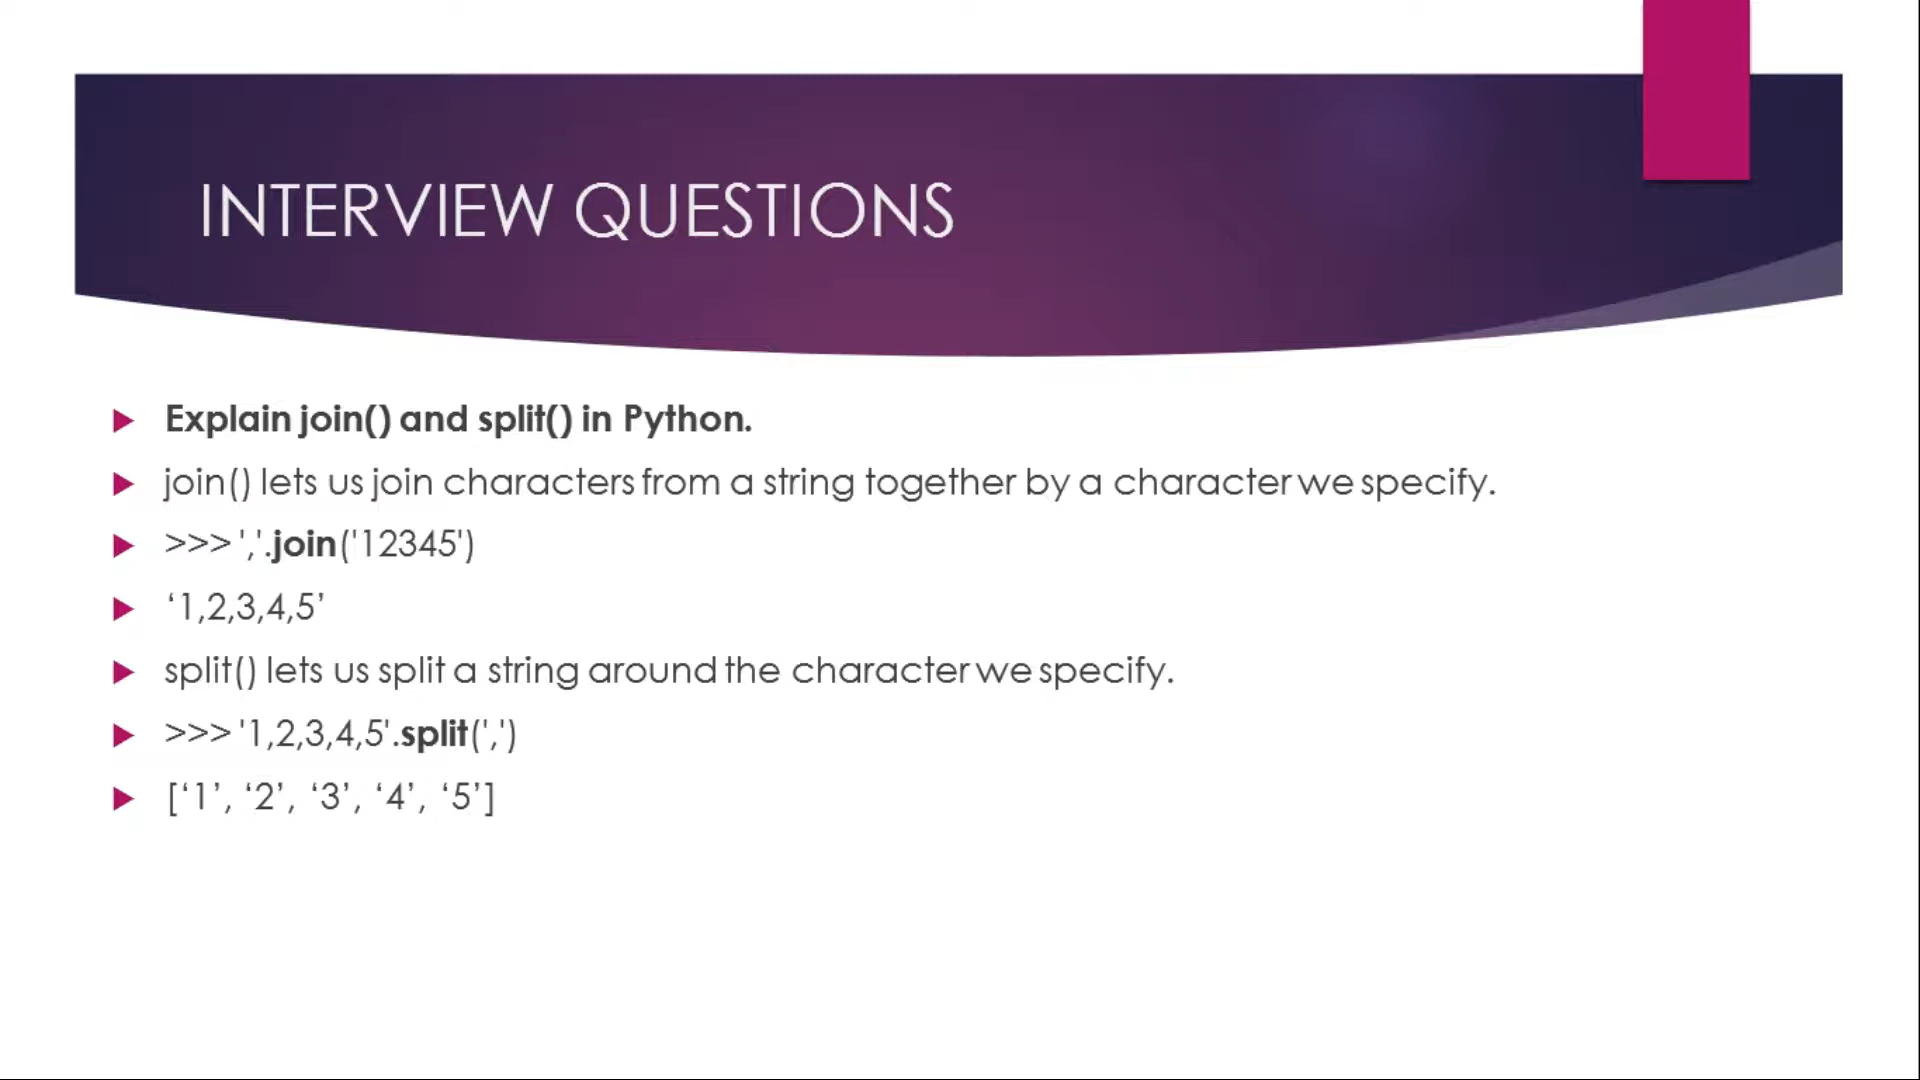 INTERVIEW QUESTIONS
Explain join() and split() in Python.
join() lets us join characters from a string together by a character we specify.
>>> ','.join('12345')
‘1,2,3,4,5’
split() lets us split a string around the character we specify.
>>> '1,2,3,4,5'.split(',')
[‘1’, ‘2’, ‘3’, ‘4’, ‘5’]